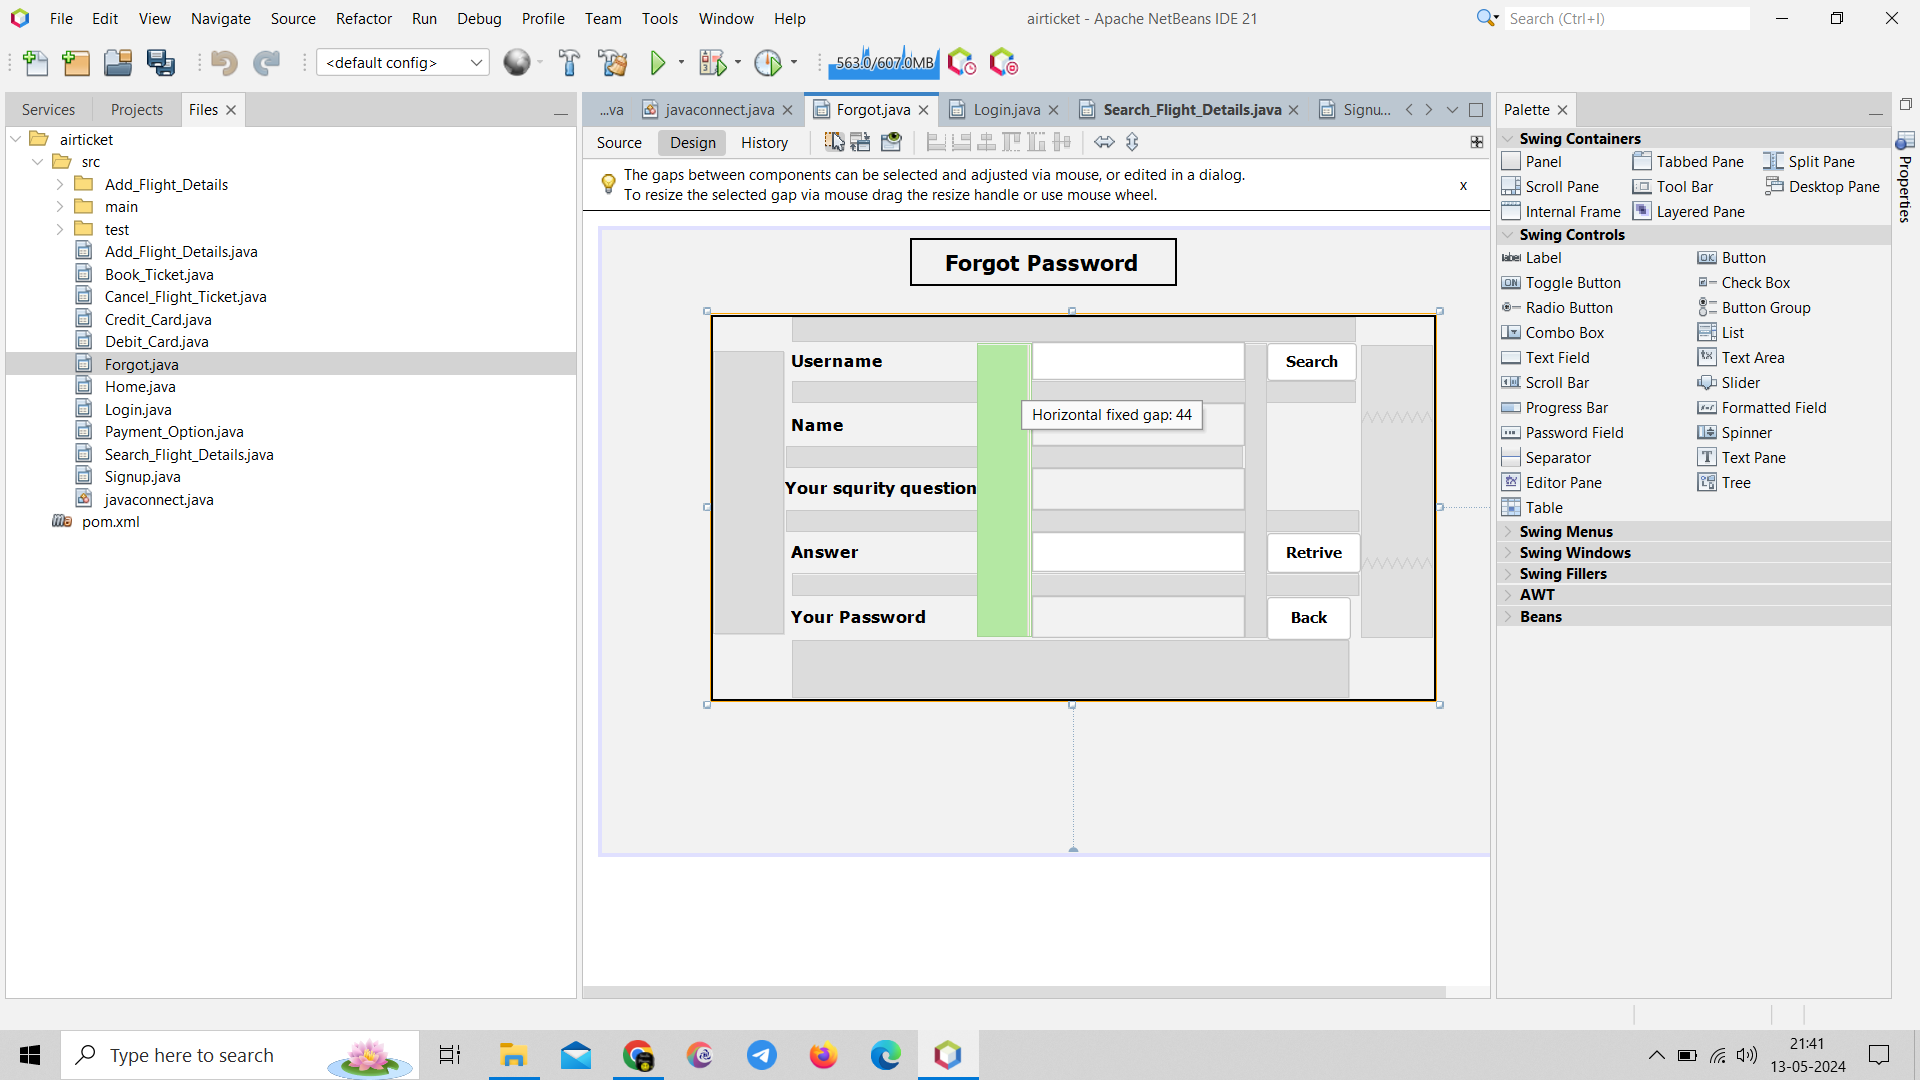 File Edit View Navigate Source Refactor Run Debug Profile Team Tools Window Help
airticket - Apache NetBeans IDE 21
Search (Ctrl+I)
<default config>
563.0/607.0MB
Services Projects Files
airticket
src
Add_Flight_Details
main
test
Add_Flight_Details.java
Book_Ticket.java
Cancel_Flight_Ticket.java
Credit_Card.java
Debit_Card.java
Forgot.java
Home.java
Login.java
Payment_Option.java
Search_Flight_Details.java
Signup.java
javaconnect.java
pom.xml
...va javaconnect.java Forgot.java Login.java Search_Flight_Details.java Signu...
Source Design History
The gaps between components can be selected and adjusted via mouse, or edited in a dialog.
To resize the selected gap via mouse drag the resize handle or use mouse wheel.
x
Forgot Password
Username
Search
Horizontal fixed gap: 44
Name
Your squrity question
Answer
Retrive
Your Password
Back
Palette
Swing Containers
Panel Tabbed Pane Split Pane
Scroll Pane Tool Bar Desktop Pane
Internal Frame Layered Pane
Swing Controls
label Label OK Button
Toggle Button Check Box
ON
Radio Button Button Group
Combo Box List
Text Field Text Area
Scroll Bar Slider
Progress Bar Formatted Field
Password Field Spinner
Separator T Text Pane
Editor Pane Tree
Table
Swing Menus
Swing Windows
Swing Fillers
AWT
Beans
Properties
Type here to search
21:41
13-05-2024